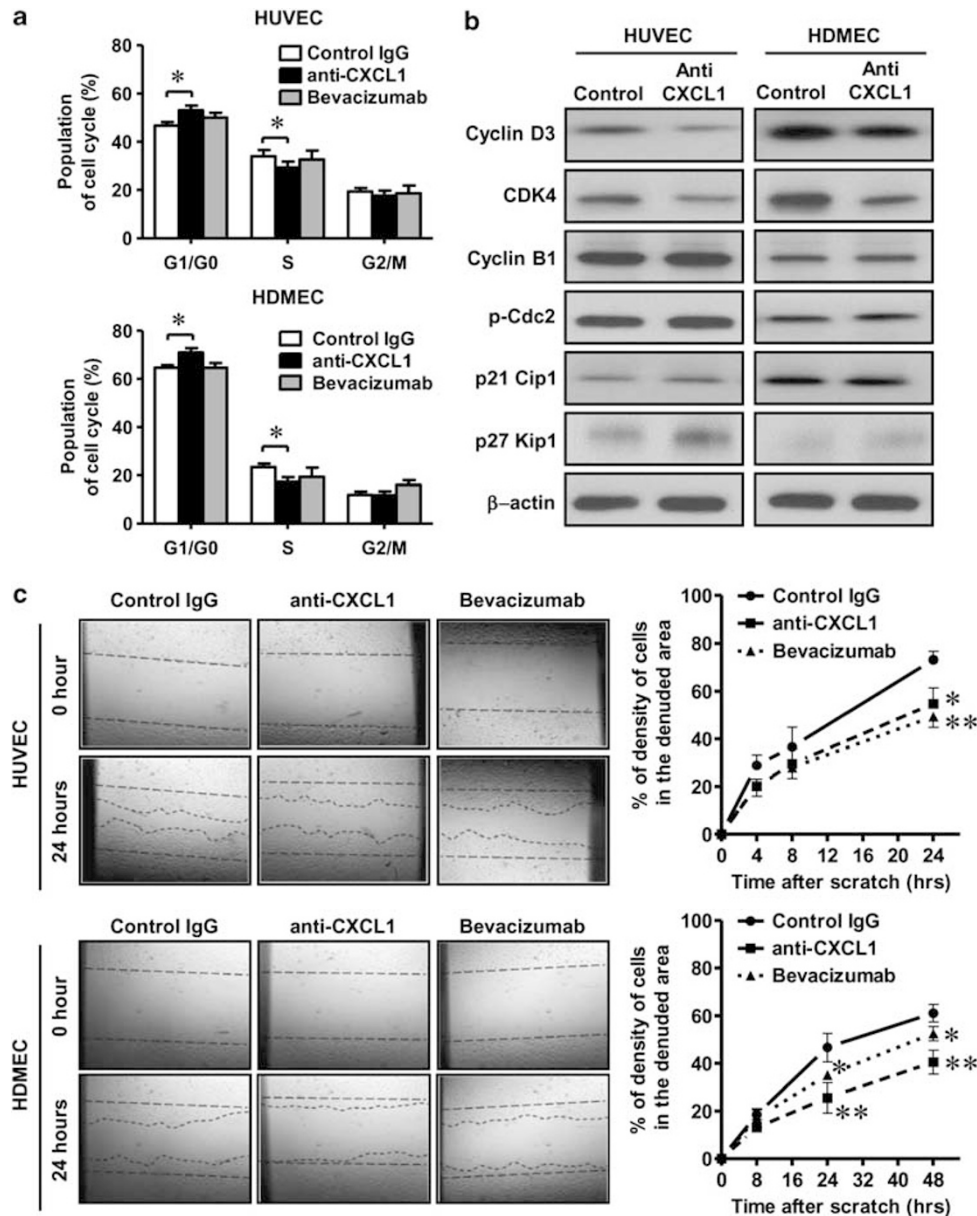 a
HUVEC
Population
of cell cycle (%)
80
60
40
20
0
Control IgG
anti-CXCL1
Bevacizumab
*
*
G1/G0 S G2/M
HDMEC
Population
of cell cycle (%)
80
60
40
20
0
Control IgG
anti-CXCL1
Bevacizumab
*
*
G1/G0 S G2/M
b
HUVEC HDMEC
Control Anti CXCL1 Control Anti CXCL1
Cyclin D3
CDK4
Cyclin B1
p-Cdc2
p21 Cip1
p27 Kip1
β-actin
c
Control IgG anti-CXCL1 Bevacizumab
HUVEC
0 hour
24 hours
% of density of cells
in the denuded area
100
80
60
40
20
0
Control IgG
anti-CXCL1
Bevacizumab
*
**
0 4 8 12 16 20 24
Time after scratch (hrs)
Control IgG anti-CXCL1 Bevacizumab
HDMEC
0 hour
24 hours
% of density of cells
in the denuded area
100
80
60
40
20
0
Control IgG
anti-CXCL1
Bevacizumab
*
**
*
**
0 8 16 24 32 40 48
Time after scratch (hrs)